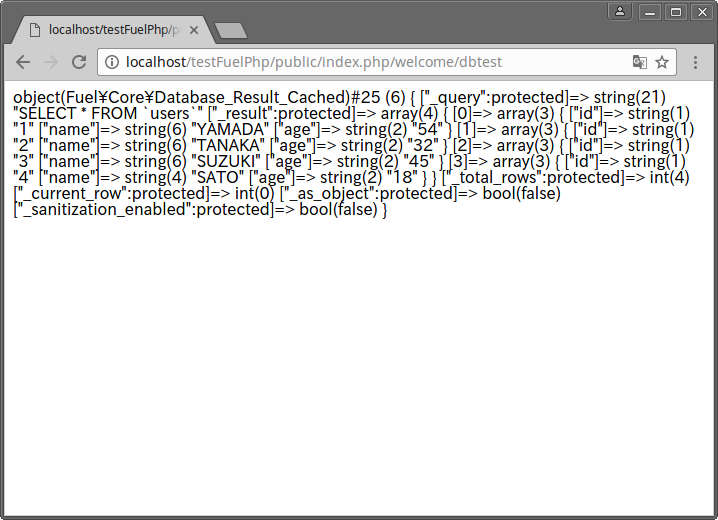 localhost/testFuelPhp/p
localhost/testFuelPhp/public/index.php/welcome/dbtest
object(Fuel¥Core¥Database_Result_Cached)#25 (6) { ["_query":protected]=> string(21)
"SELECT * FROM `users`" ["_result":protected]=> array(4) { [0]=> array(3) { ["id"]=> string(1)
"1" ["name"]=> string(6) "YAMADA" ["age"]=> string(2) "54" } [1]=> array(3) { ["id"]=> string(1)
"2" ["name"]=> string(6) "TANAKA" ["age"]=> string(2) "32" } [2]=> array(3) { ["id"]=> string(1)
"3" ["name"]=> string(6) "SUZUKI" ["age"]=> string(2) "45" } [3]=> array(3) { ["id"]=> string(1)
"4" ["name"]=> string(4) "SATO" ["age"]=> string(2) "18" } } ["_total_rows":protected]=> int(4)
["_current_row":protected]=> int(0) ["_as_object":protected]=> bool(false)
["_sanitization_enabled":protected]=> bool(false) }